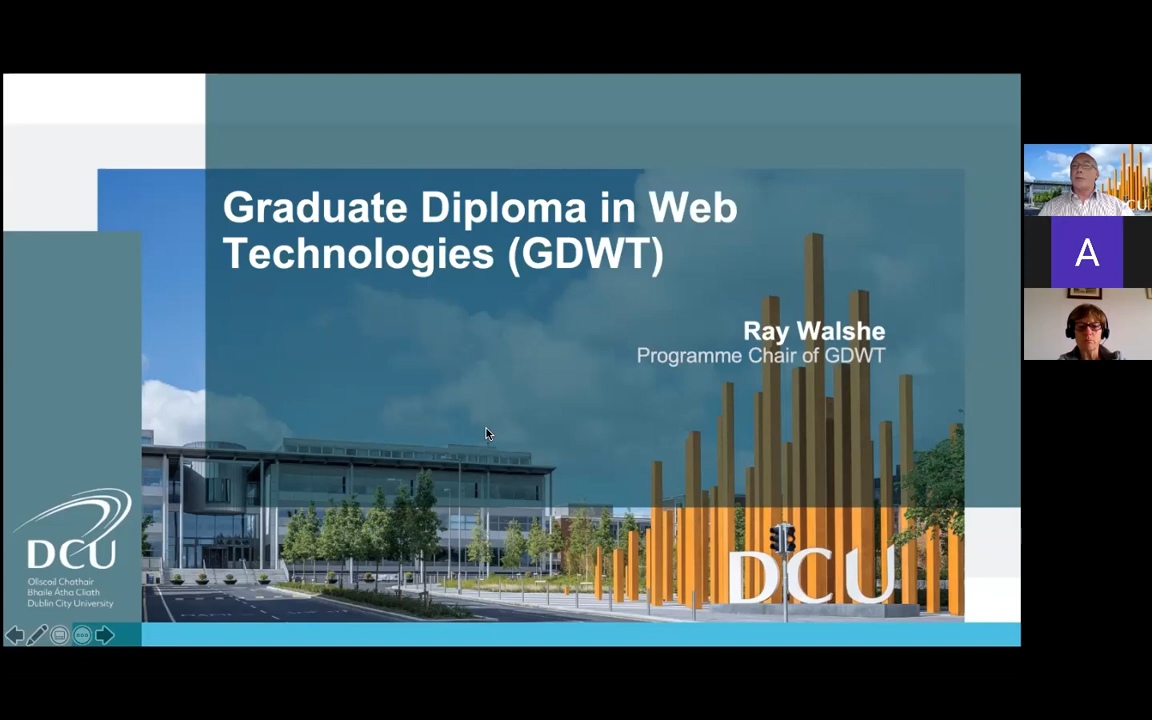 Graduate Diploma in Web
Technologies (GDWT)
Ray Walshe
Programme Chair of GDWT
DCU
DCU
Ollscoil Chathair
Bhaile Átha Cliath
Dublin City University
A
CU